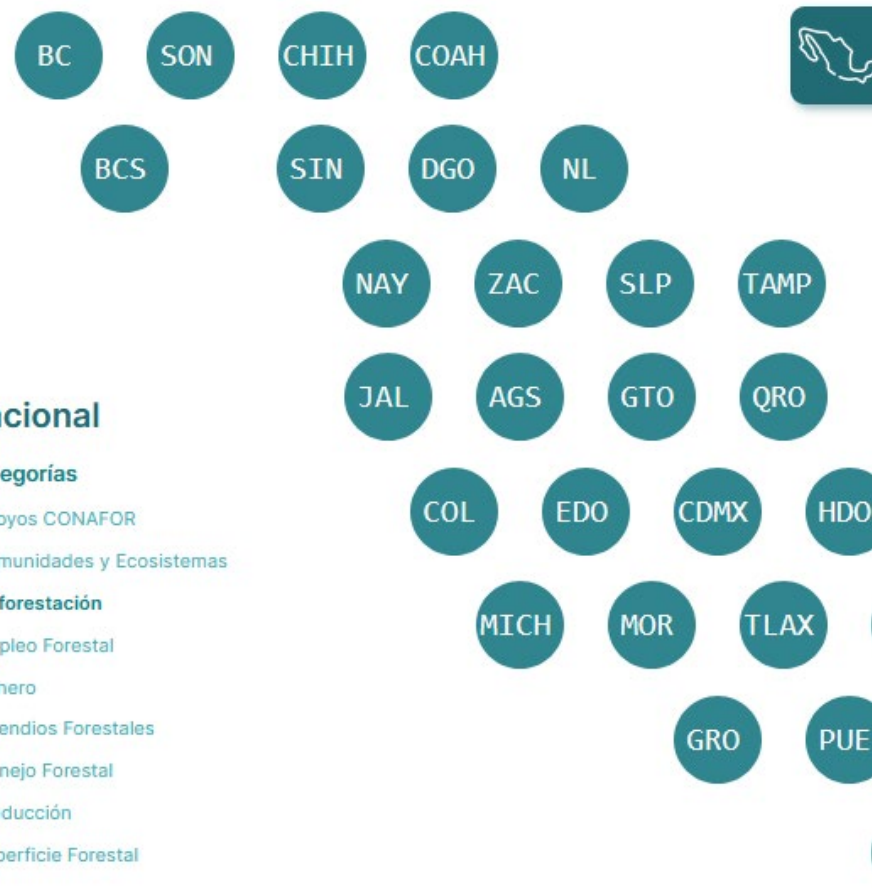 BC SON CHIH COAH
BCS SIN DGO NL
NAY ZAC SLP TAMP
JAL AGS GTO QRO
COL EDO CDMX HDO
MICH MOR TLAX
GRO PUE
cional
egorías
oyos CONAFOR
munidades y Ecosistemas
forestación
pleo Forestal
nero
endios Forestales
nejo Forestal
ducción
perficie Forestal